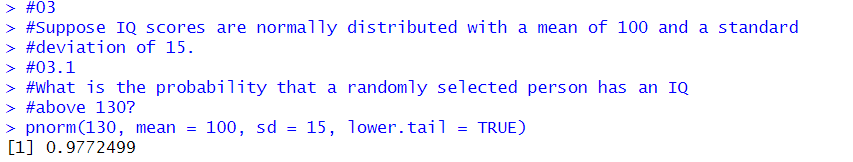 > #03
> #Suppose IQ scores are normally distributed with a mean of 100 and a standard
> #deviation of 15.
> #03.1
> #What is the probability that a randomly selected person has an IQ
> #above 130?
> pnorm(130, mean = 100, sd = 15, lower.tail = TRUE)
[1] 0.9772499